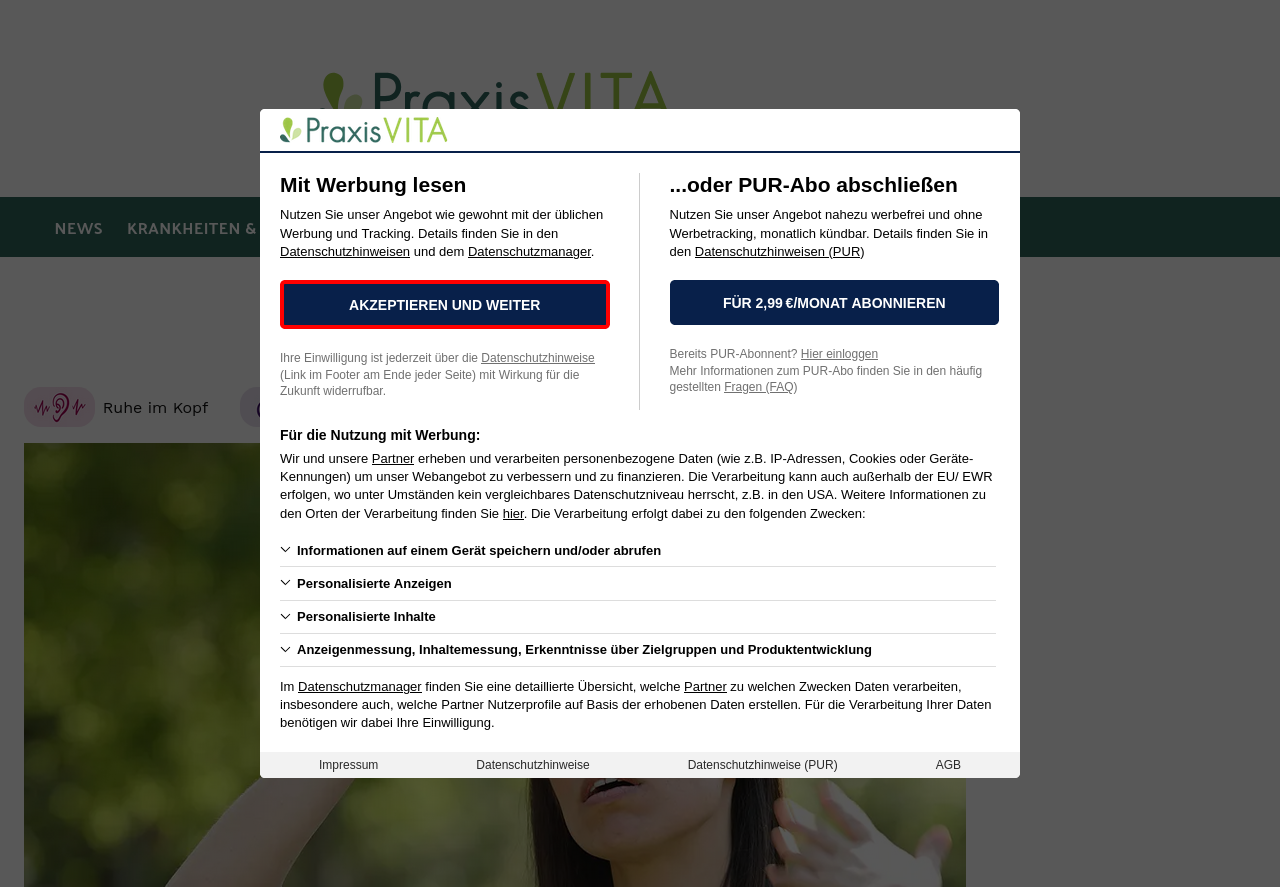 PraxisVITA
PraxisVITA
NEWS KRANKHEITEN &
Ruhe im Kopf
Mit Werbung lesen
Nutzen Sie unser Angebot wie gewohnt mit der üblichen
Werbung und Tracking. Details finden Sie in den
Datenschutzhinweisen und dem Datenschutzmanager.
AKZEPTIEREN UND WEITER
Ihre Einwilligung ist jederzeit über die Datenschutzhinweise
(Link im Footer am Ende jeder Seite) mit Wirkung für die
Zukunft widerrufbar.
...oder PUR-Abo abschließen
Nutzen Sie unser Angebot nahezu werbefrei und ohne
Werbetracking, monatlich kündbar. Details finden Sie in
den Datenschutzhinweisen (PUR)
FÜR 2,99 €/MONAT ABONNIEREN
Bereits PUR-Abonnent? Hier einloggen
Mehr Informationen zum PUR-Abo finden Sie in den häufig
gestellten Fragen (FAQ)
Für die Nutzung mit Werbung:
Wir und unsere Partner erheben und verarbeiten personenbezogene Daten (wie z.B. IP-Adressen, Cookies oder Geräte-
Kennungen) um unser Webangebot zu verbessern und zu finanzieren. Die Verarbeitung kann auch außerhalb der EU/ EWR
erfolgen, wo unter Umständen kein vergleichbares Datenschutzniveau herrscht, z.B. in den USA. Weitere Informationen zu
den Orten der Verarbeitung finden Sie hier. Die Verarbeitung erfolgt dabei zu den folgenden Zwecken:
Informationen auf einem Gerät speichern und/oder abrufen
Personalisierte Anzeigen
Personalisierte Inhalte
Anzeigenmessung, Inhaltemessung, Erkenntnisse über Zielgruppen und Produktentwicklung
Im Datenschutzmanager finden Sie eine detaillierte Übersicht, welche Partner zu welchen Zwecken Daten verarbeiten,
insbesondere auch, welche Partner Nutzerprofile auf Basis der erhobenen Daten erstellen. Für die Verarbeitung Ihrer Daten
benötigen wir dabei Ihre Einwilligung.
Impressum Datenschutzhinweise Datenschutzhinweise (PUR) AGB